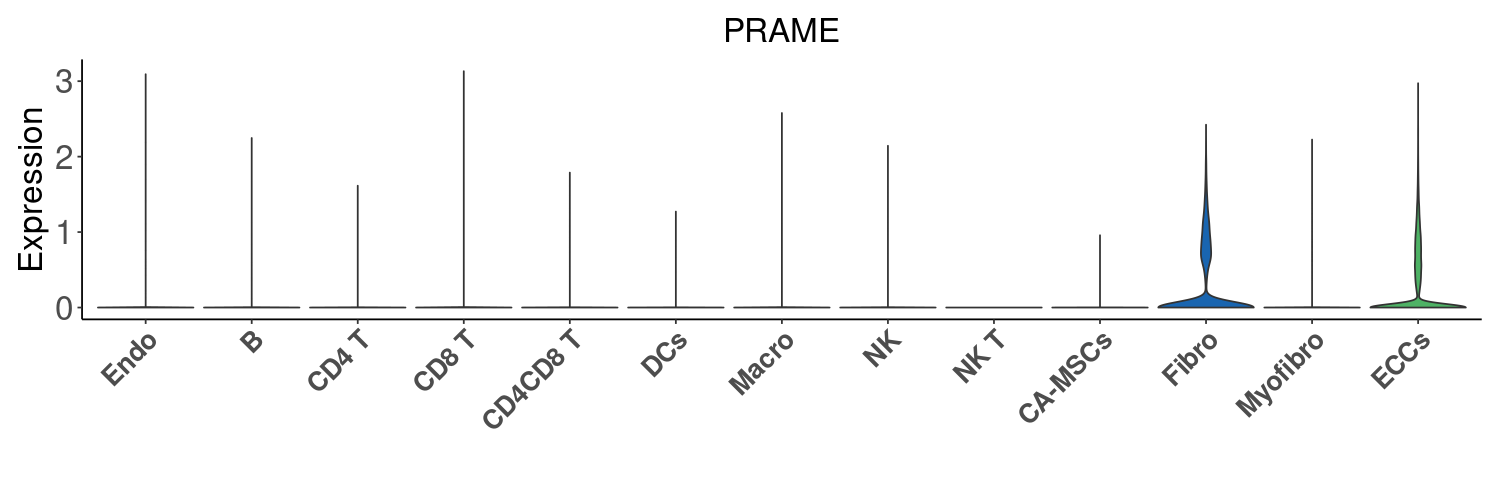 PRAME
Expression
3
2
1
0
Endo
B
CD4 T
CD8 T
CD4CD8 T
DCs
Macro
NK
NK T
CA-MSCs
Fibro
Myofibro
ECCs